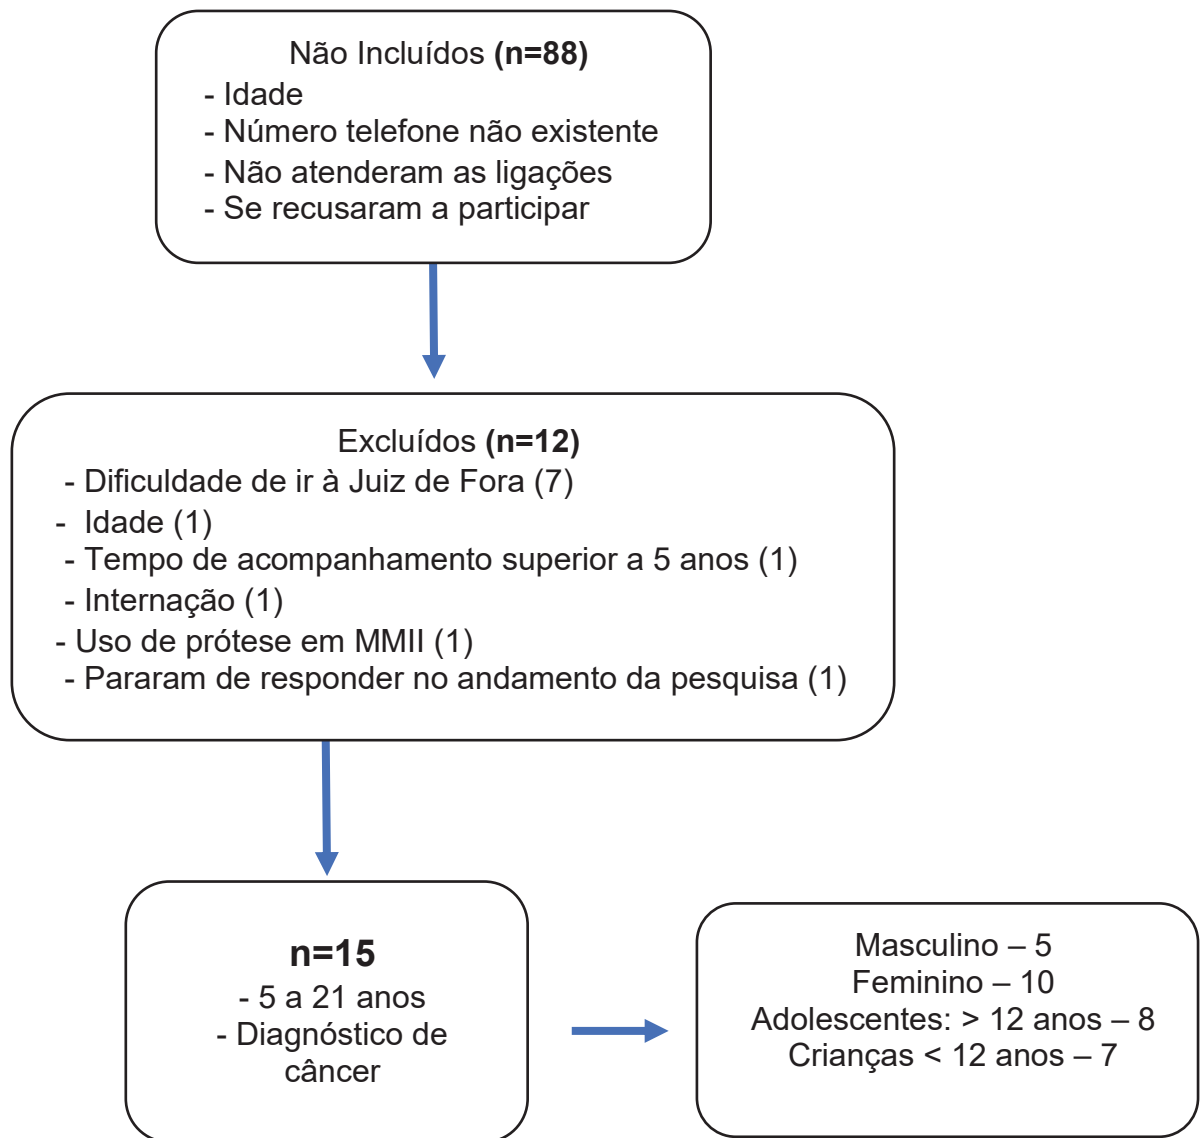 Não Incluídos (n=88)
- Idade
- Número telefone não existente
- Não atenderam as ligações
- Se recusaram a participar
Excluídos (n=12)
- Dificuldade de ir à Juiz de Fora (7)
- Idade (1)
- Tempo de acompanhamento superior a 5 anos (1)
- Internação (1)
- Uso de prótese em MMII (1)
- Pararam de responder no andamento da pesquisa (1)
n=15
- 5 a 21 anos
- Diagnóstico de
câncer
Masculino – 5
Feminino – 10
Adolescentes: > 12 anos – 8
Crianças < 12 anos – 7